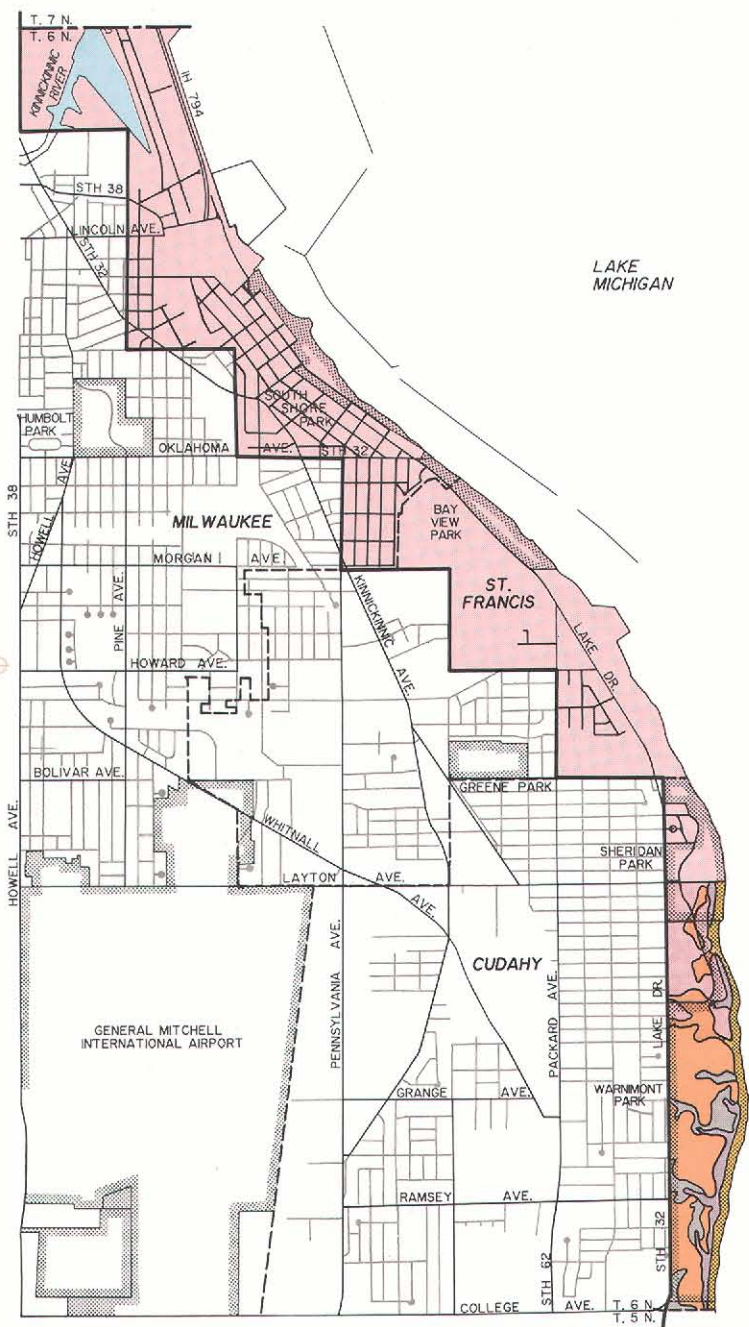 T. 7 N.
T. 6 N.
KINNICKINNIC
RIVER
IH 794
STH 38
LINCOLN AVE.
STH 32
LAKE
MICHIGAN
SOUTH
SHORE
PARK
HUMBOLT
PARK
OKLAHOMA AVE.
STH 32
STH 38
HOWELL AVE
MILWAUKEE
BAY
VIEW
PARK
MORGAN AVE.
PINE AVE.
KINNICKINNIC AVE.
ST.
FRANCIS
LAKE DR.
HOWARD AVE.
BOLIVAR AVE.
GREENE PARK
HOWELL AVE.
WHITNALL AVE.
SHERIDAN
PARK
LAYTON AVE.
PENNSYLVANIA AVE.
CUDAHY
PACKARD AVE.
LAKE DR.
GENERAL MITCHELL
INTERNATIONAL AIRPORT
GRANGE AVE.
WARNIMONT
PARK
RAMSEY AVE.
STH 62
STH 32
COLLEGE AVE.
T. 6 N.
T. 5 N.